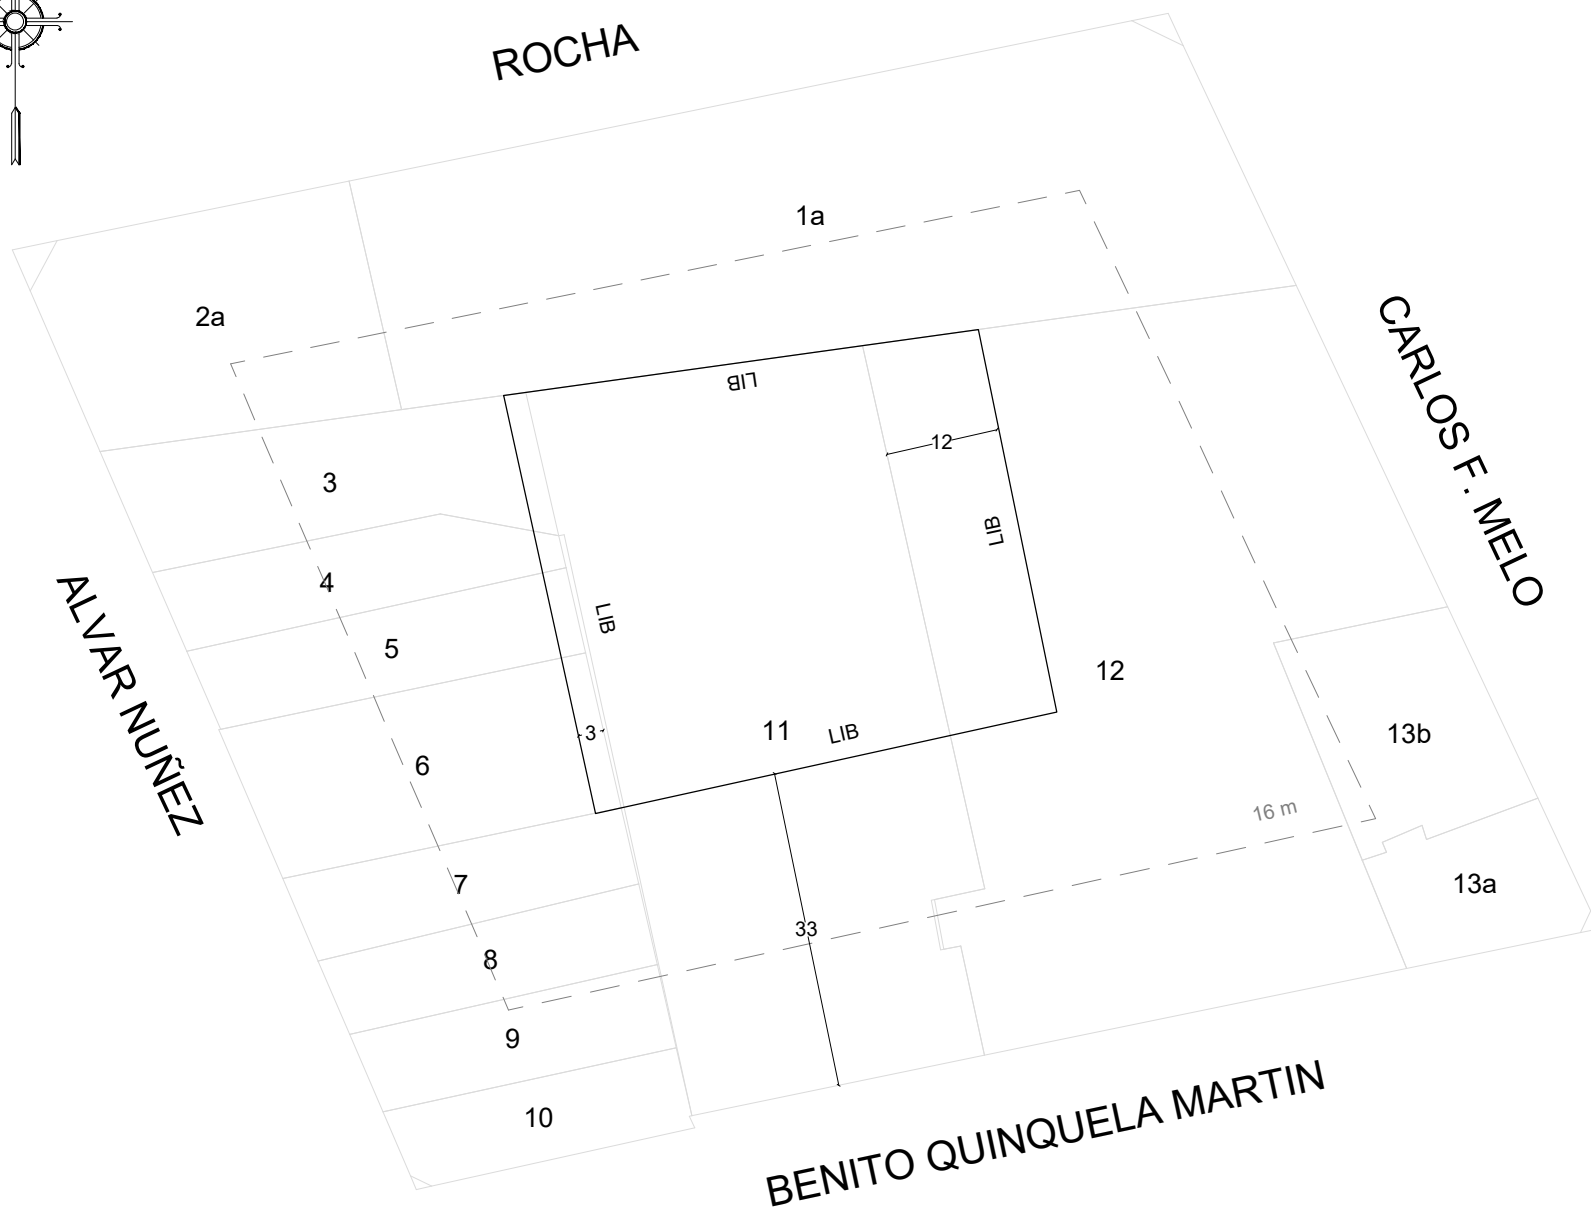 ROCHA
1a
2a
CARLOS F. MELO
LIB
12
3
LIB
ALVAR NUÑEZ
4
LIB
5
12
11
LIB
3
13b
6
16 m
7
13a
33
8
9
10
BENITO QUINQUELA MARTIN